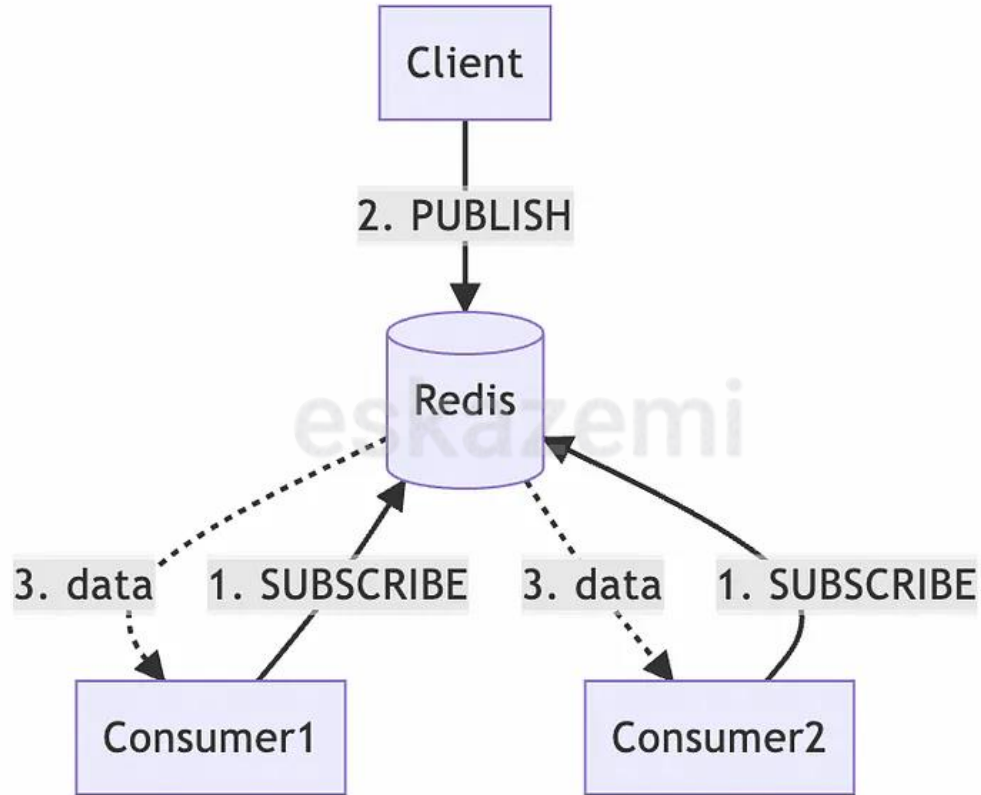 Client
2. PUBLISH
Redis
eskazemi
3. data
1. SUBSCRIBE
3. data
1. SUBSCRIBE
Consumer1
Consumer2